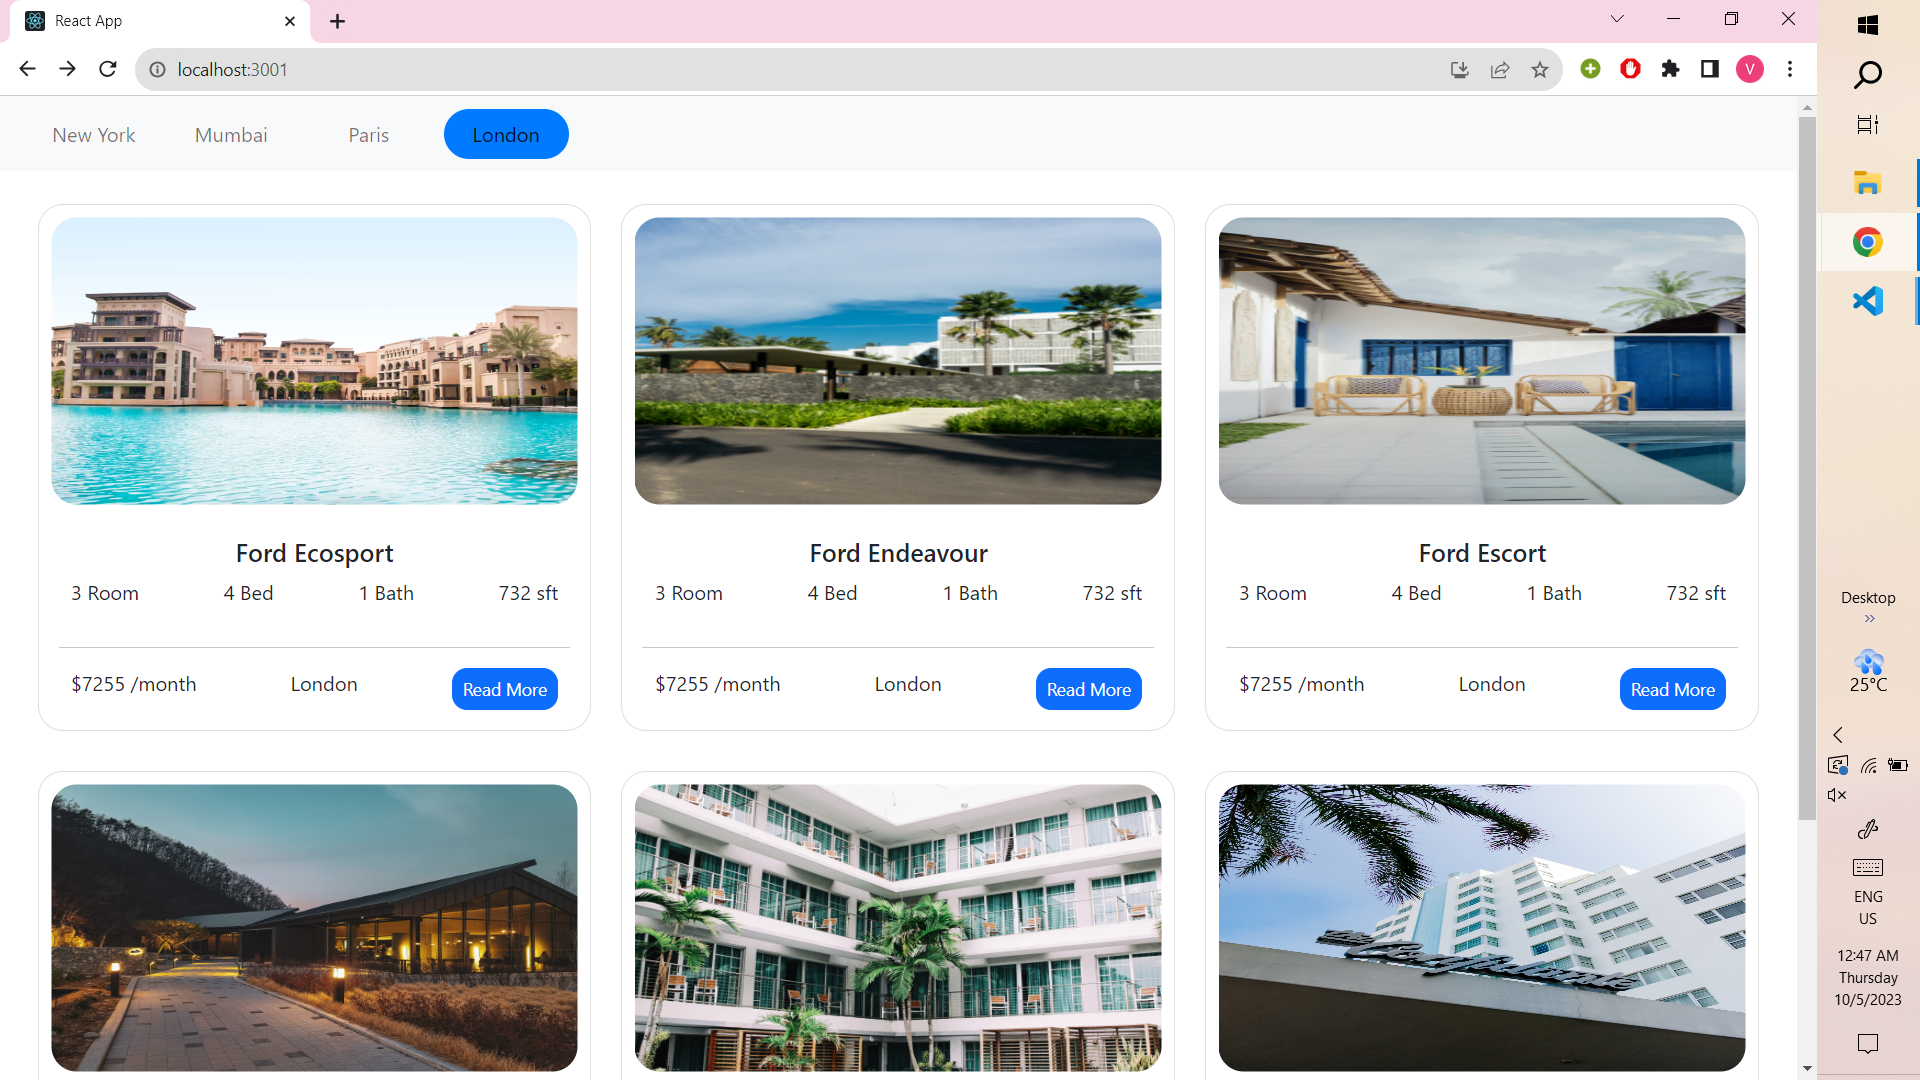 React App
localhost:3001
V
New York Mumbai Paris London
Ford Ecosport Ford Endeavour Ford Escort
3 Room 4 Bed 1 Bath 732 sft 3 Room 4 Bed 1 Bath 732 sft 3 Room 4 Bed 1 Bath 732 sft
$7255 /month London Read More $7255 /month London Read More $7255 /month London Read More
Desktop
25°C
ENG
US
12:47 AM
Thursday
10/5/2023